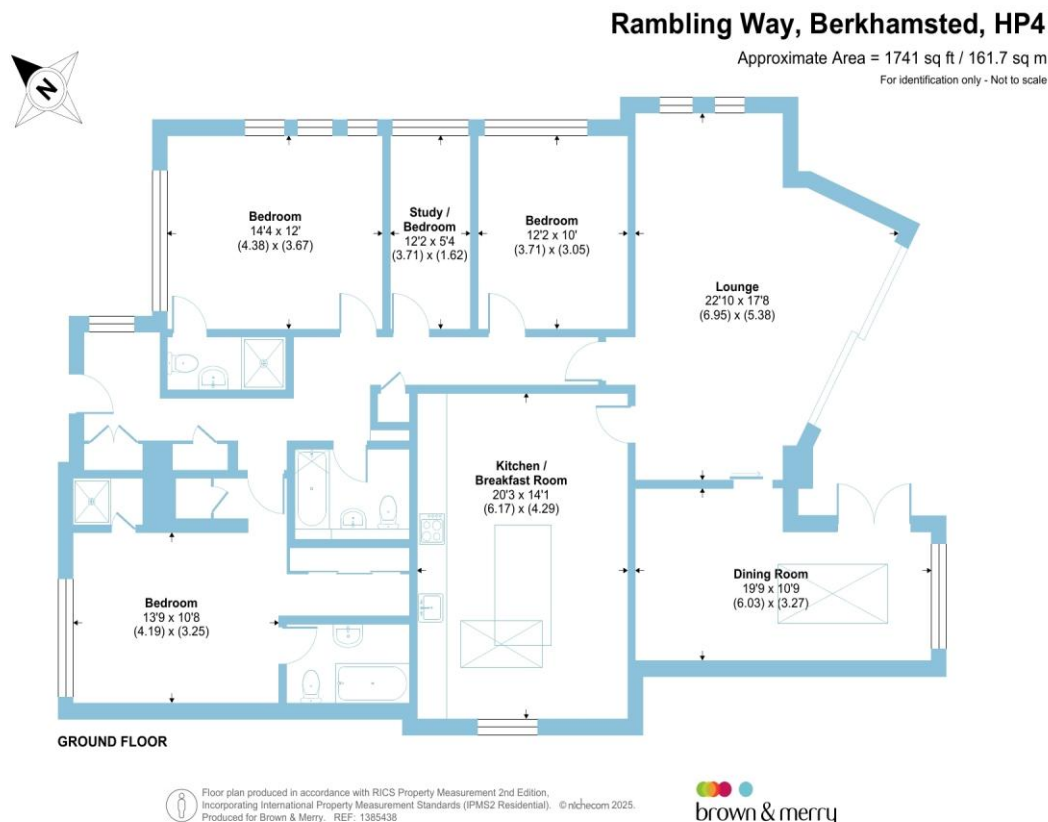 Rambling Way, Berkhamsted, HP4
Approximate Area = 1741 sq ft / 161.7 sq m
For identification only - Not to scale
N
Bedroom
14'4 x 12'
(4.38) x (3.67)
Study /
Bedroom
12'2 x 5'4
(3.71) x (1.62)
Bedroom
12'2 x 10'
(3.71) x (3.05)
Lounge
22'10 x 17'8
(6.95) x (5.38)
Kitchen /
Breakfast Room
20'3 x 14'1
(6.17) x (4.29)
Dining Room
19'9 x 10'9
(6.03) x (3.27)
Bedroom
13'9 x 10'8
(4.19) x (3.25)
GROUND FLOOR
Floor plan produced in accordance with RICS Property Measurement 2nd Edition,
Incorporating International Property Measurement Standards (IPMS2 Residential). © nichecom 2025.
Produced for Brown & Merry. REF: 1385438
brown & merry